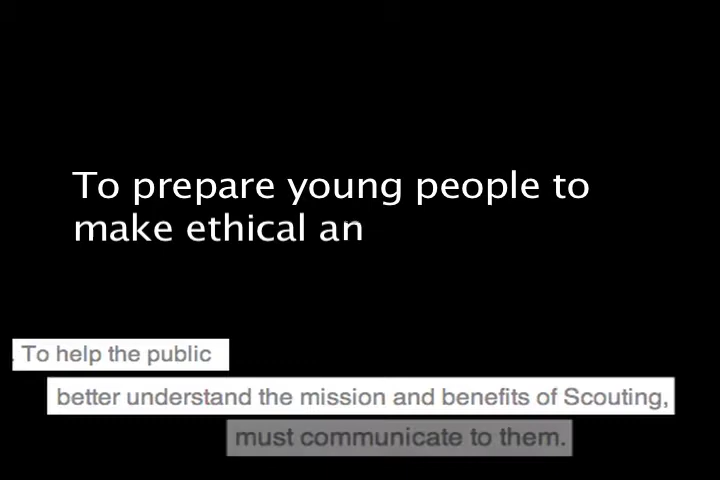 To prepare young people to
make ethical an
. To help the public
better understand the mission and benefits of Scouting,
must communicate to them.